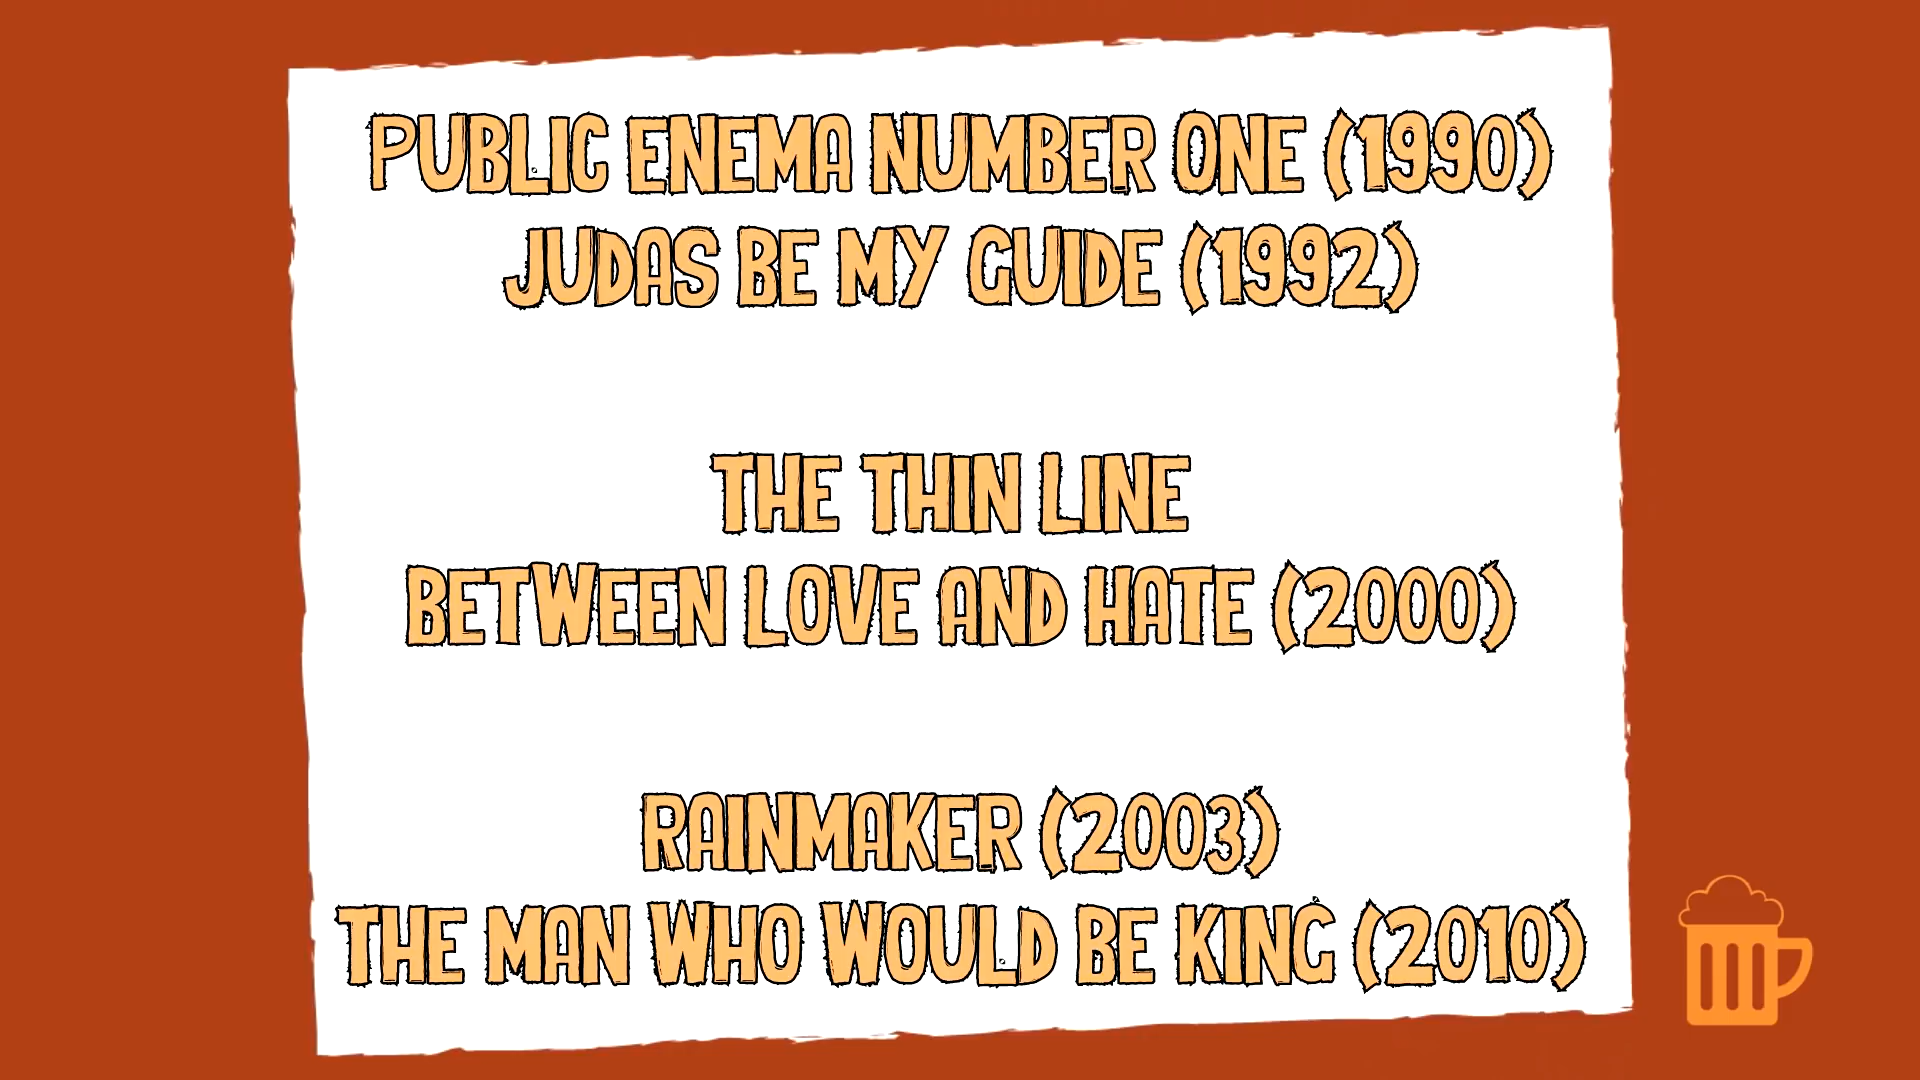 PUBLIC ENEMA NUMBER ONE (1990)
JUDAS BE MY GUIDE (1992)
THE THIN LINE
BETWEEN LOVE AND HATE (2000)
RAINMAKER (2003)
THE MAN WHO WOULD BE KING (2010)